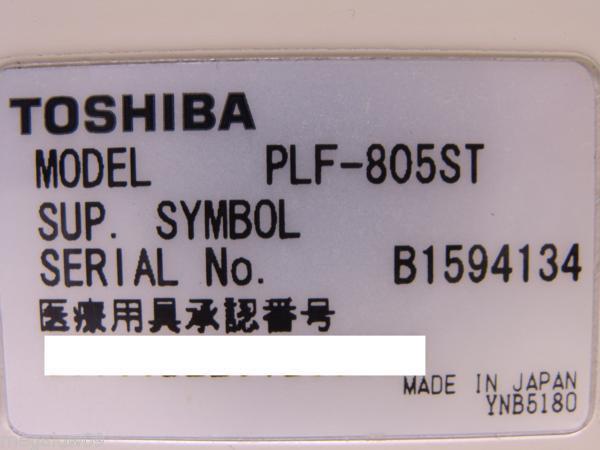 TOSHIBA
MODEL PLF-805ST
SUP. SYMBOL
SERIAL No. B1594134
医療用具承認番号
MADE IN JAPAN
YNB5180